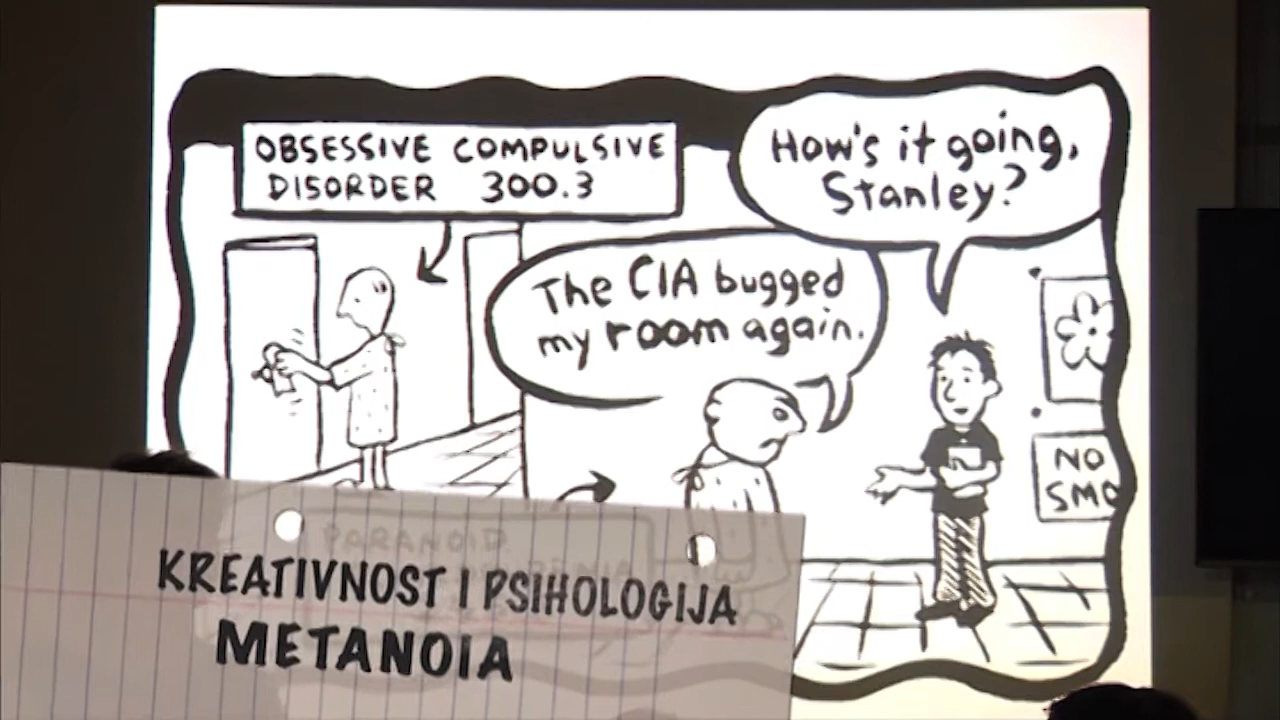 OBSESSIVE COMPULSIVE
DISORDER 300.3
How's it going,
Stanley?
The CIA bugged
my room again.
NO
SMO
PARANOID
KREATIVNOST I PSIHOLOGIJA
METANOIA